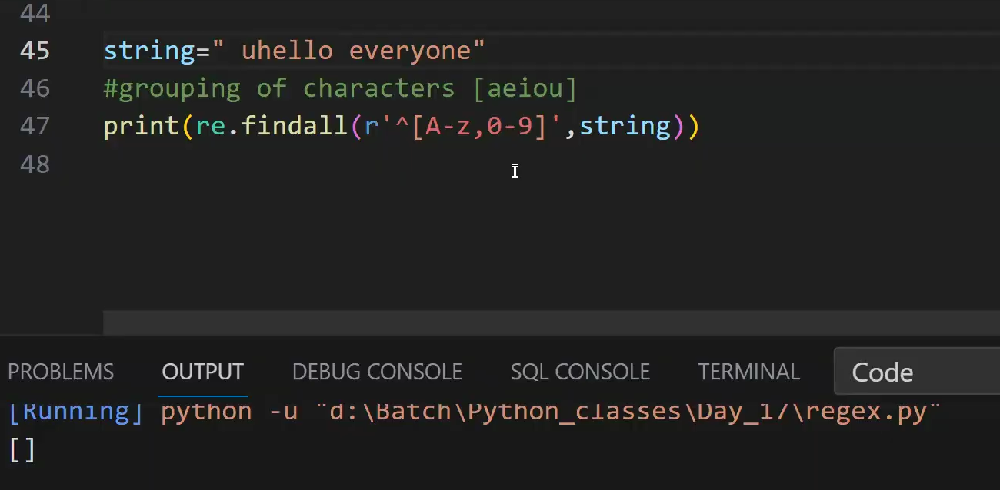 44
45 string=" uhello everyone"
46 #grouping of characters [aeiou]
47 print(re.findall(r'^[A-z,0-9]',string))
48
PROBLEMS OUTPUT DEBUG CONSOLE SQL CONSOLE TERMINAL Code
[Running] python -u "d:\Batch\Python_classes\Day_17\regex.py"
[]